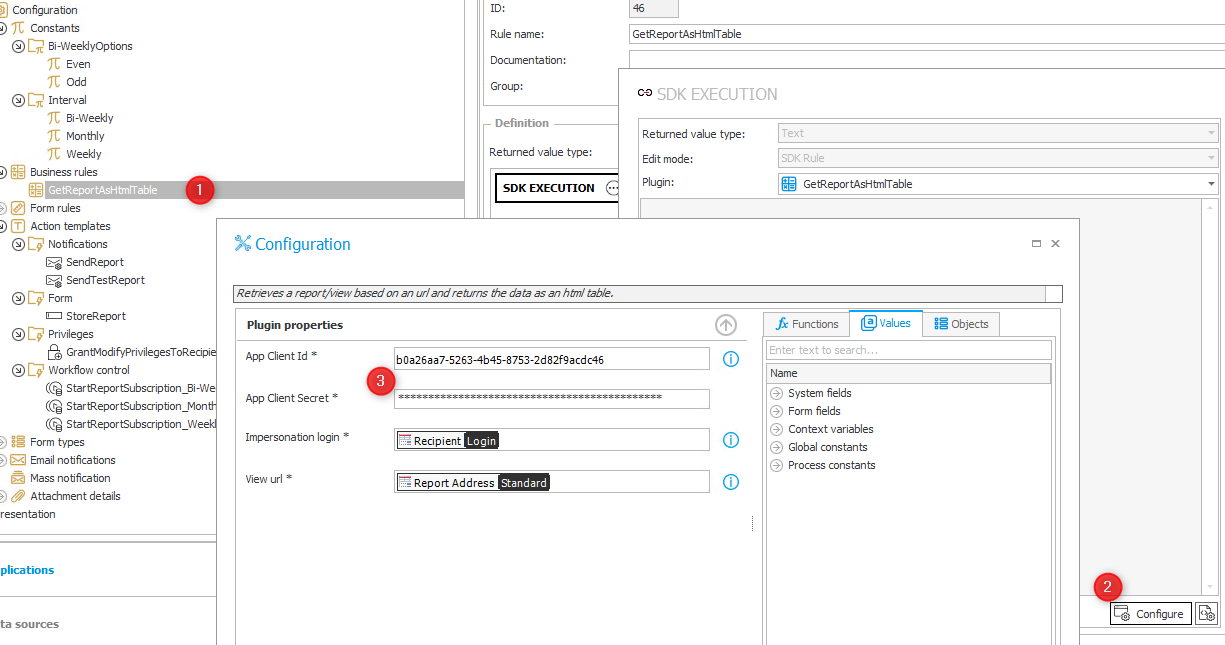 Configuration
Constants
Bi-WeeklyOptions
Even
Odd
Interval
Bi-Weekly
Monthly
Weekly
Business rules
GetReportAsHtmlTable
1
Form rules
Action templates
Notifications
SendReport
SendTestReport
Form
StoreReport
Privileges
GrantModifyPrivilegesToRecipie
Workflow control
StartReportSubscription_Bi-We
StartReportSubscription_Month
StartReportSubscription_Weekl
Form types
Email notifications
Mass notification
Attachment details
resentation
plications
ta sources
ID:
46
Rule name:
GetReportAsHtmlTable
Documentation:
Group:
Definition
Returned value type:
SDK EXECUTION
SDK EXECUTION
Returned value type:
Text
Edit mode:
SDK Rule
Plugin:
GetReportAsHtmlTable
2
Configure
Configuration
Retrieves a report/view based on an url and returns the data as an html table.
Plugin properties
App Client Id *
b0a26aa7-5263-4b45-8753-2d82f9acdc46
3
App Client Secret *
********************************************
Impersonation login *
Recipient Login
View url *
Report Address Standard
Functions
Values
Objects
Enter text to search...
Name
System fields
Form fields
Context variables
Global constants
Process constants